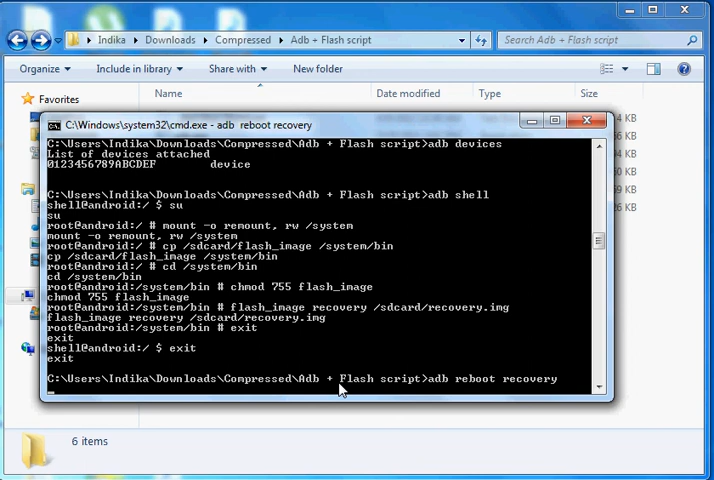 Indika Downloads Compressed Adb + Flash script Search Adb + Flash script
Organize Include in library Share with New folder
Favorites Name Date modified Type Size
C:\Windows\system32\cmd.exe - adb reboot recovery
C:\Users\Indika\Downloads\Compressed\Adb + Flash script>adb devices
List of devices attached
0123456789ABCDEF device
C:\Users\Indika\Downloads\Compressed\Adb + Flash script>adb shell
shell@android:/ $ su
su
root@android:/ # mount -o remount, rw /system
mount -o remount, rw /system
root@android:/ # cp /sdcard/flash_image /system/bin
cp /sdcard/flash_image /system/bin
root@android:/ # cd /system/bin
cd /system/bin
root@android:/system/bin # chmod 755 flash_image
chmod 755 flash_image
root@android:/system/bin # flash_image recovery /sdcard/recovery.img
flash_image recovery /sdcard/recovery.img
root@android:/system/bin # exit
exit
shell@android:/ $ exit
exit
C:\Users\Indika\Downloads\Compressed\Adb + Flash script>adb reboot recovery
6 items